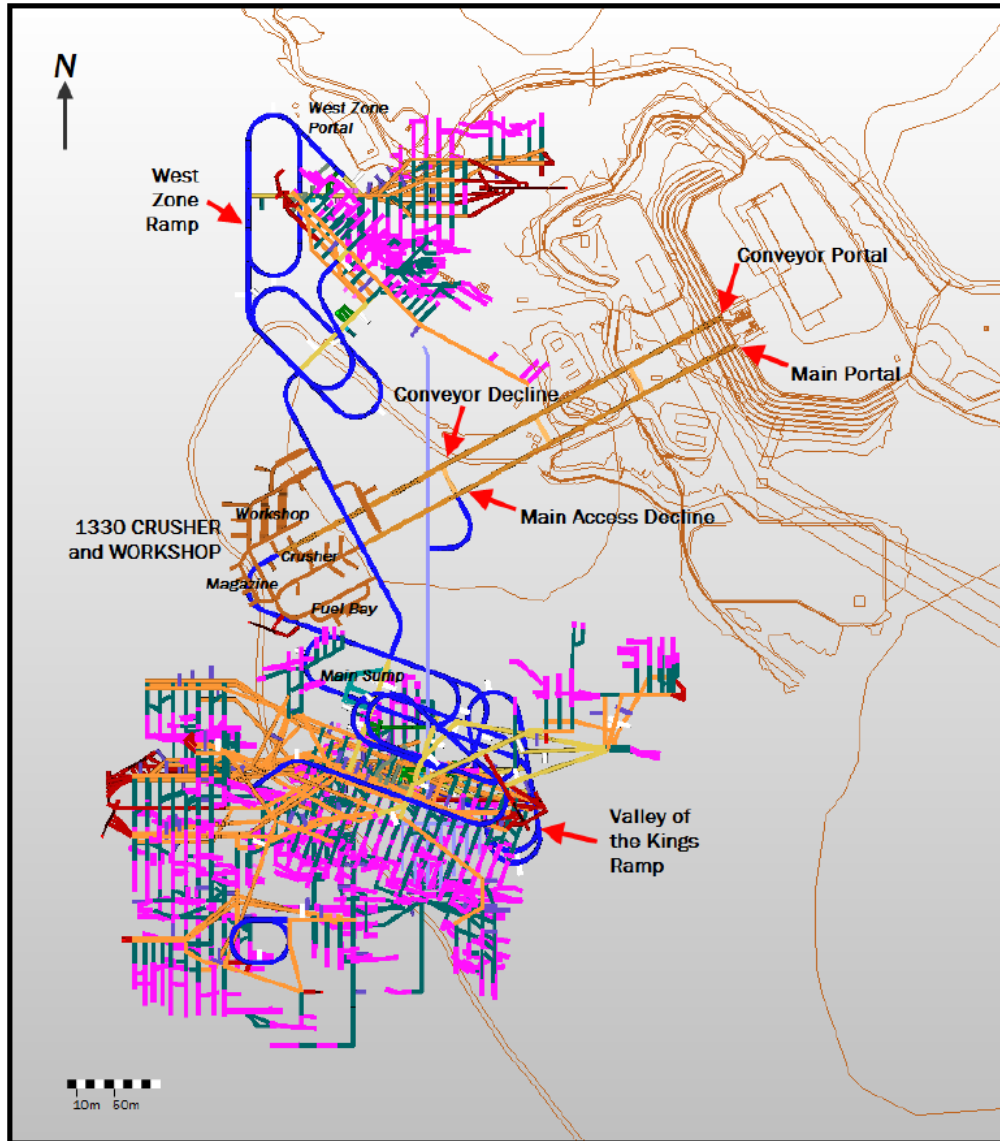 N
West Zone
Portal
West
Zone
Ramp
Conveyor Portal
Main Portal
Conveyor Decline
Main Access Decline
1330 CRUSHER
and WORKSHOP
Workshop
Crusher
Magazine
Fuel Bay
Main Sump
Valley of
the Kings
Ramp
10m 50m